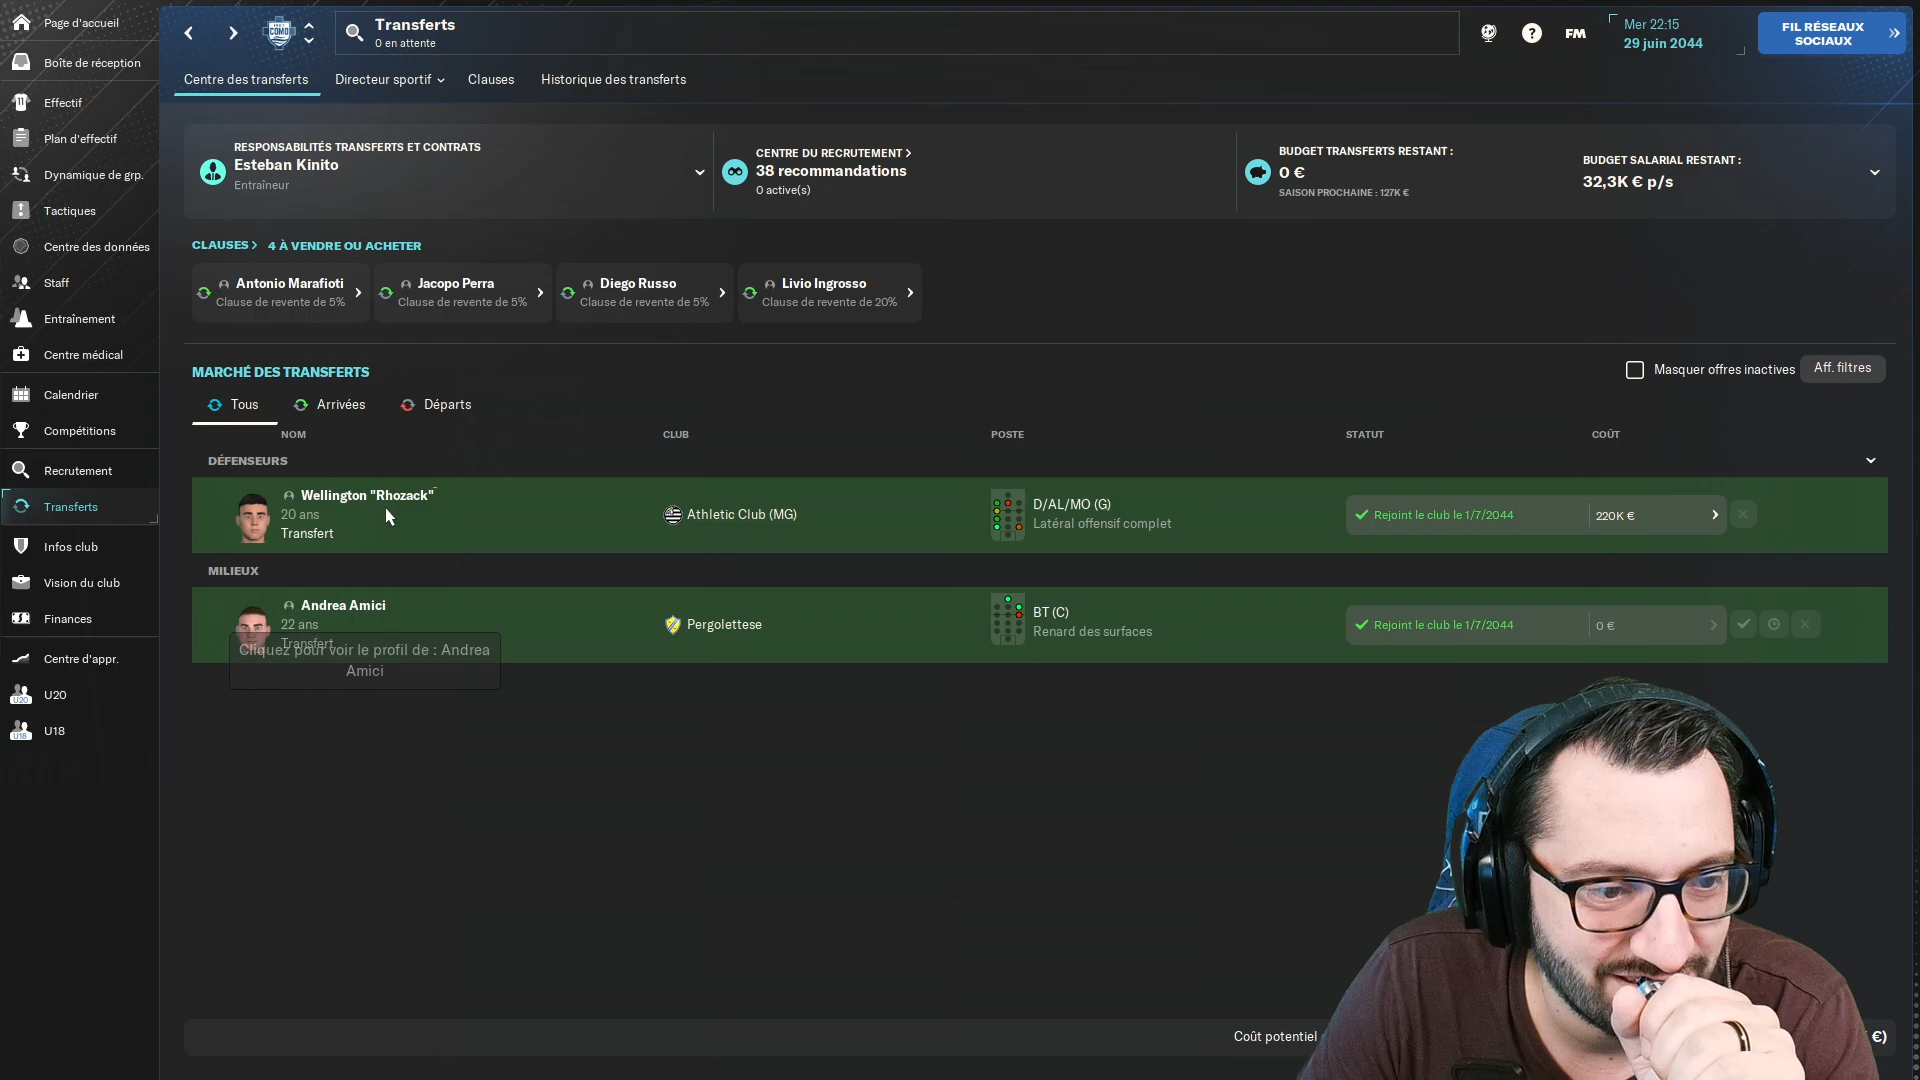 Page d'accueil
Boîte de réception
Effectif
Plan d'effectif
Dynamique de grp.
Tactiques
Centre des données
Staff
Entraînement
Centre médical
Calendrier
Compétitions
Recrutement
Transferts
Infos club
Vision du club
Finances
Centre d'appr.
U20
U20
U18
U18
COMO
Transferts
0 en attente
FM
Mer 22:15
29 juin 2044
FIL RÉSEAUX
SOCIAUX
Centre des transferts
Directeur sportif
Clauses
Historique des transferts
RESPONSABILITÉS TRANSFERTS ET CONTRATS
Esteban Kinito
Entraîneur
CENTRE DU RECRUTEMENT
38 recommandations
0 active(s)
BUDGET TRANSFERTS RESTANT :
0 €
SAISON PROCHAINE : 127K €
BUDGET SALARIAL RESTANT :
32,3K € p/s
CLAUSES
4 À VENDRE OU ACHETER
Antonio Marafioti
Clause de revente de 5%
Jacopo Perra
Clause de revente de 5%
Diego Russo
Clause de revente de 5%
Livio Ingrosso
Clause de revente de 20%
MARCHÉ DES TRANSFERTS
Masquer offres inactives
Aff. filtres
Tous
Arrivées
Départs
NOM
CLUB
POSTE
STATUT
COÛT
DÉFENSEURS
Wellington "Rhozack"
20 ans
Transfert
Athletic Club (MG)
D/AL/MO (G)
Latéral offensif complet
Rejoint le club le 1/7/2044
220K €
MILIEUX
Andrea Amici
22 ans
Transfert
Pergolettese
BT (C)
Renard des surfaces
Rejoint le club le 1/7/2044
0 €
Cliquez pour voir le profil de : Andrea
Amici
Coût potentiel
€)